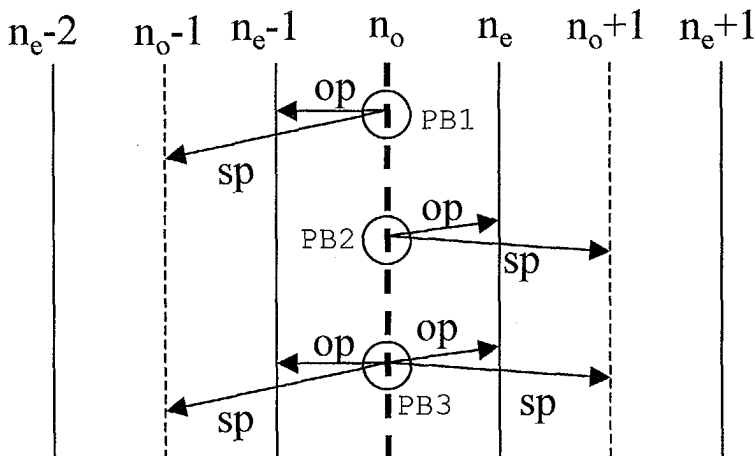 n_e-2 n_o-1 n_e-1 n_o n_e n_o+1 n_e+1
op
PB1
sp
op
PB2
sp
op op
PB3
sp sp